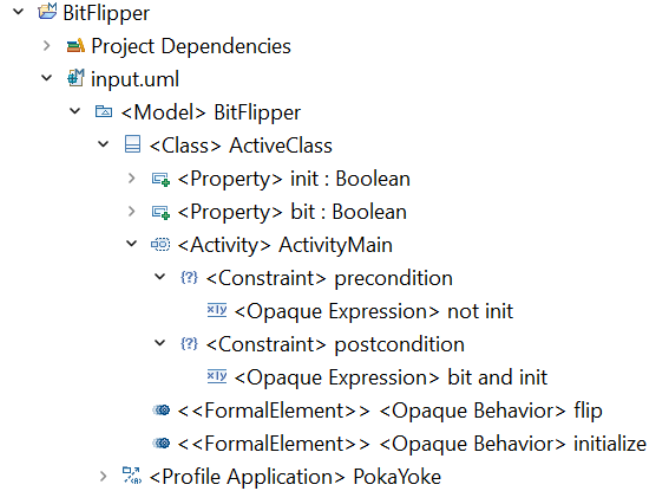 BitFlipper
Project Dependencies
input.uml
<Model> BitFlipper
<Class> ActiveClass
<Property> init : Boolean
<Property> bit : Boolean
<Activity> ActivityMain
<Constraint> precondition
<Opaque Expression> not init
<Constraint> postcondition
<Opaque Expression> bit and init
<<FormalElement>> <Opaque Behavior> flip
<<FormalElement>> <Opaque Behavior> initialize
<Profile Application> PokaYoke